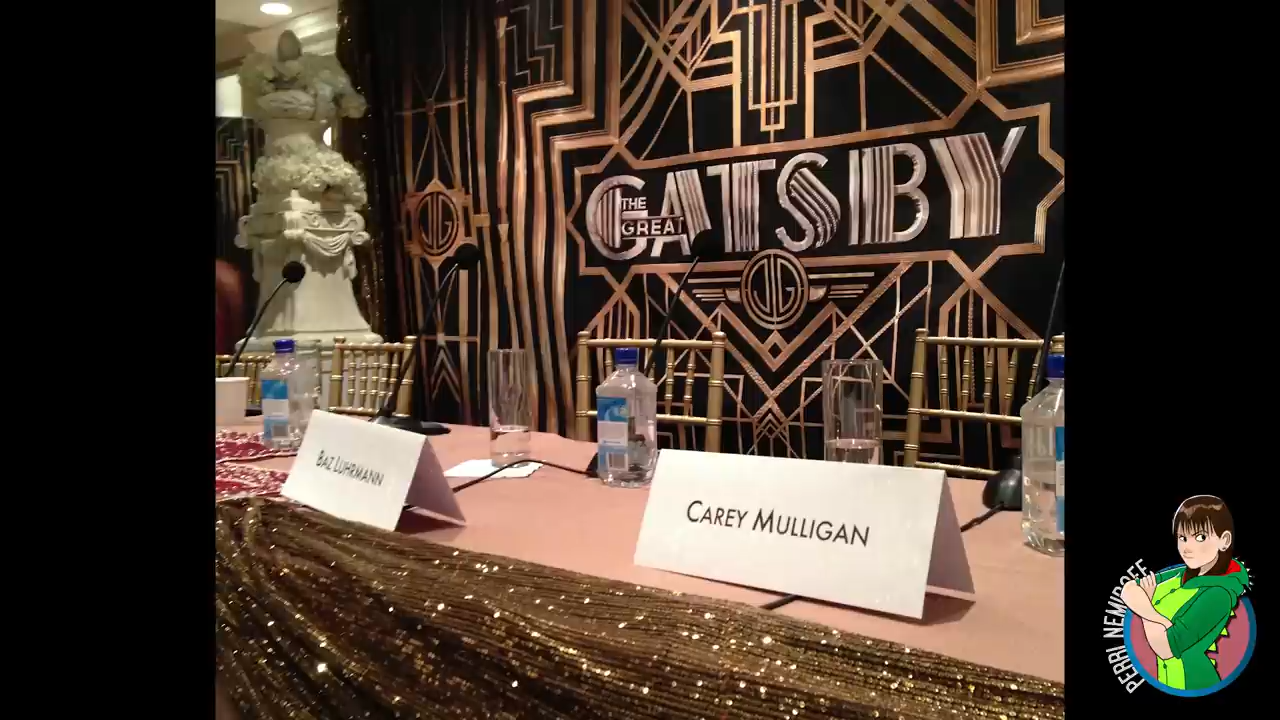 THE
GREAT
GATSBY
JG
JG
BAZ LUHRMANN
CAREY MULLIGAN
PERRI NEMIROFF